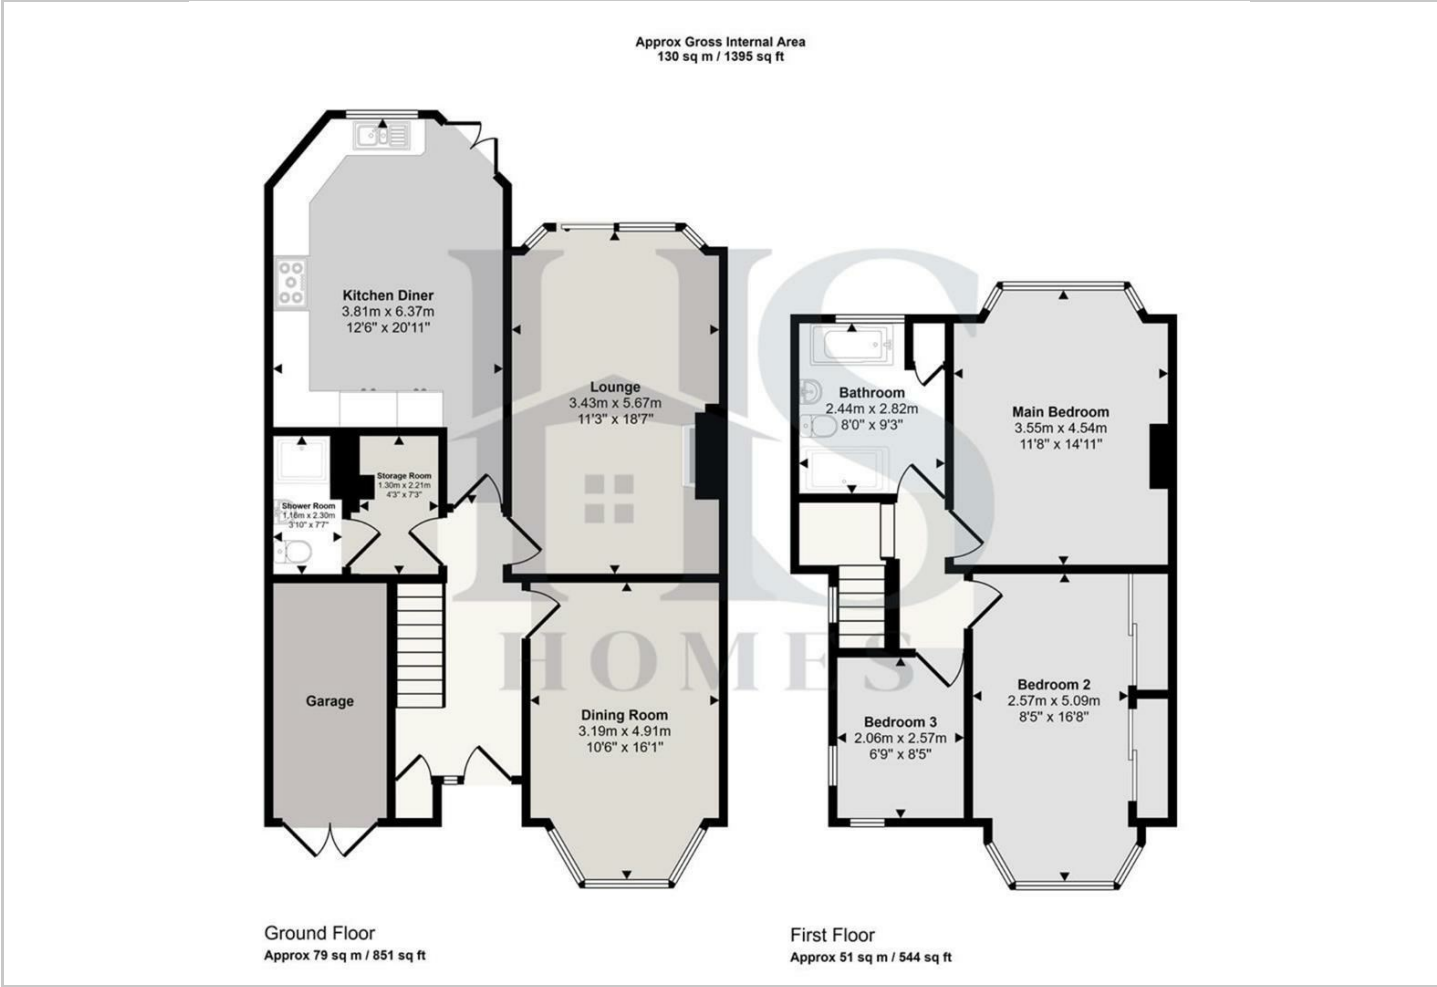 Approx Gross Internal Area
130 sq m / 1395 sq ft
Kitchen Diner
3.81m x 6.37m
12'6" x 20'11"
Lounge
3.43m x 5.67m
11'3" x 18'7"
Storage Room
1.30m x 2.21m
4'3" x 7'3"
Shower Room
1.16m x 2.30m
3'10" x 7'7"
Garage
Dining Room
3.19m x 4.91m
10'6" x 16'1"
Bathroom
2.44m x 2.82m
8'0" x 9'3"
Main Bedroom
3.55m x 4.54m
11'8" x 14'11"
Bedroom 2
2.57m x 5.09m
8'5" x 16'8"
Bedroom 3
2.06m x 2.57m
6'9" x 8'5"
HS
HOMES
Ground Floor
Approx 79 sq m / 851 sq ft
First Floor
Approx 51 sq m / 544 sq ft